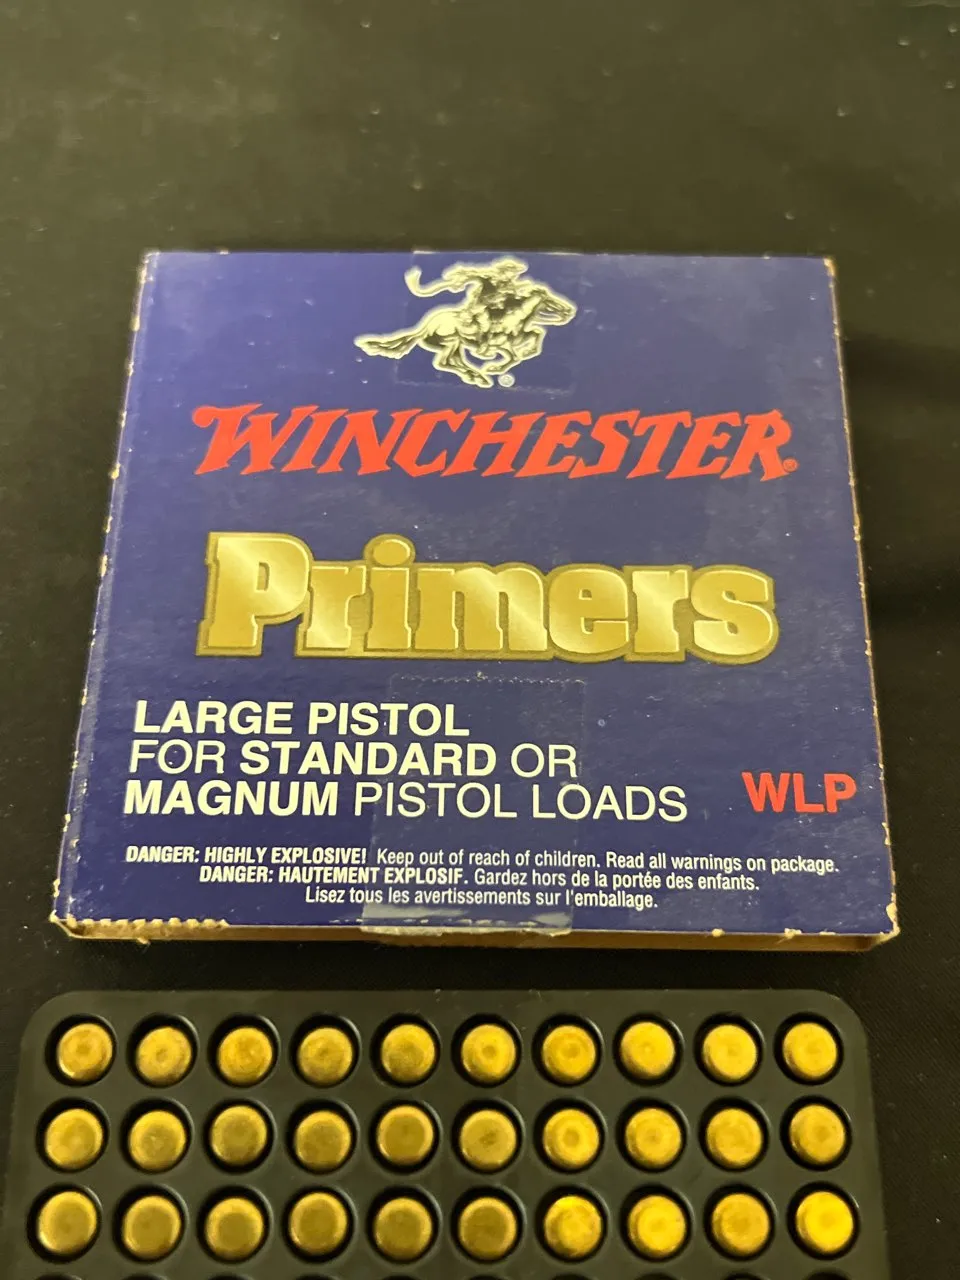 WINCHESTER®
Primers
LARGE PISTOL
FOR STANDARD OR
MAGNUM PISTOL LOADS
WLP
DANGER: HIGHLY EXPLOSIVE! Keep out of reach of children. Read all warnings on package.
DANGER: HAUTEMENT EXPLOSIF. Gardez hors de la portée des enfants.
Lisez tous les avertissements sur l'emballage.